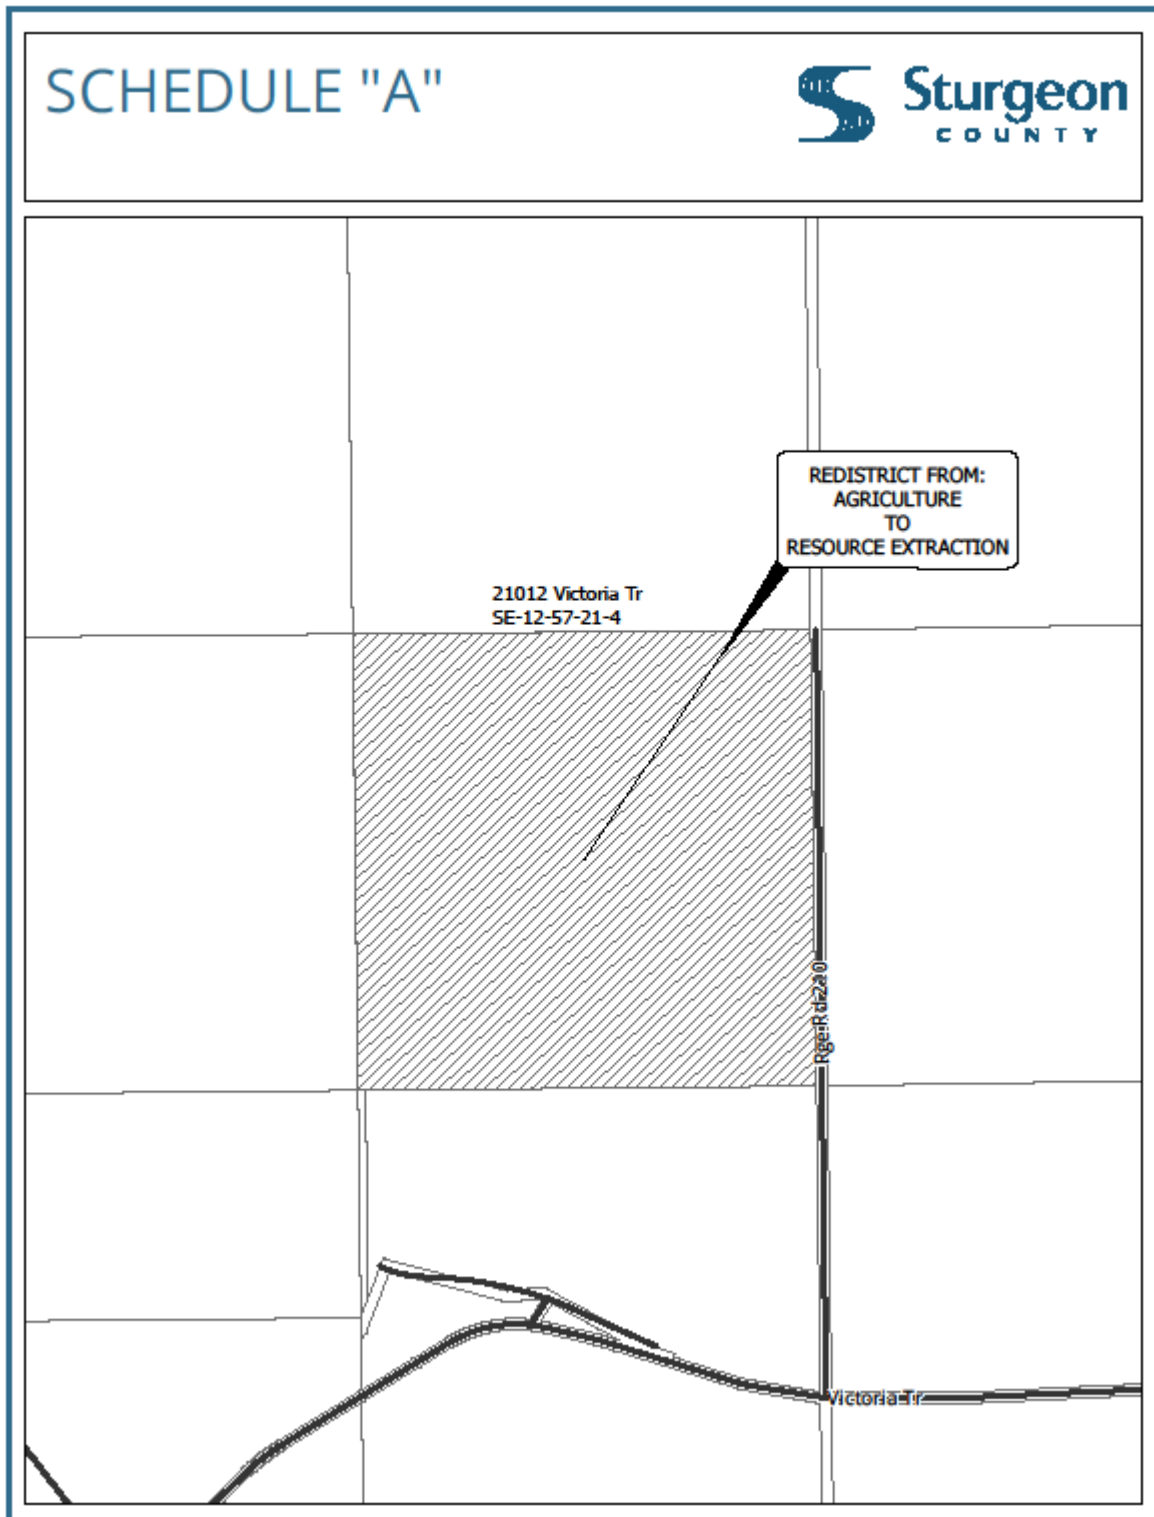 SCHEDULE "A"
Sturgeon
COUNTY
REDISTRICT FROM:
AGRICULTURE
TO
RESOURCE EXTRACTION
21012 Victoria Tr
SE-12-57-21-4
Rge Rd 210
Victoria Tr